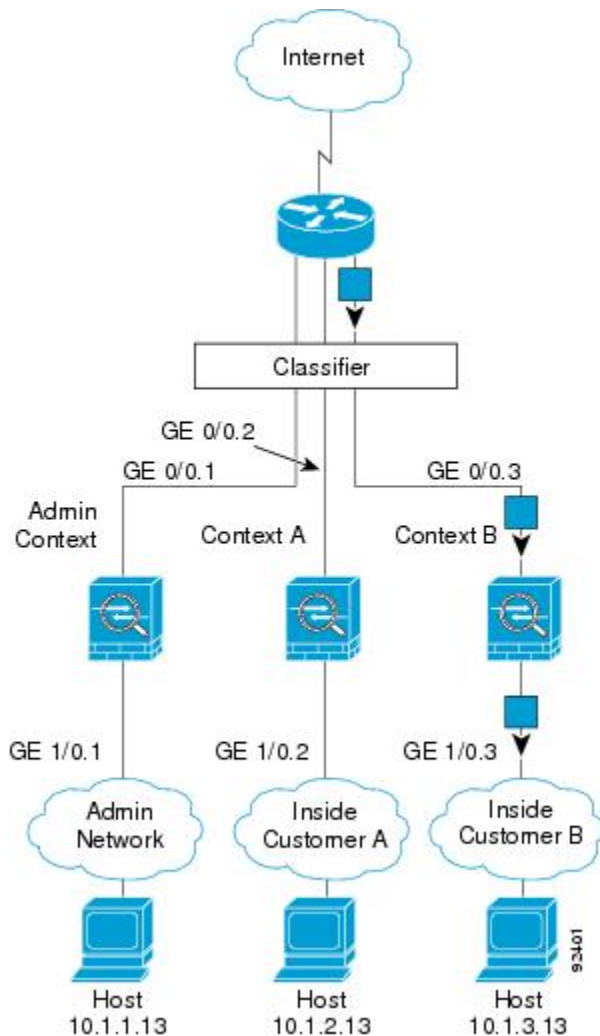 Internet
Classifier
GE 0/0.2
GE 0/0.1
GE 0/0.3
Admin
Context
Context A
Context B
GE 1/0.1
GE 1/0.2
GE 1/0.3
Admin
Network
Inside
Customer A
Inside
Customer B
92401
Host
10.1.1.13
Host
10.1.2.13
Host
10.1.3.13